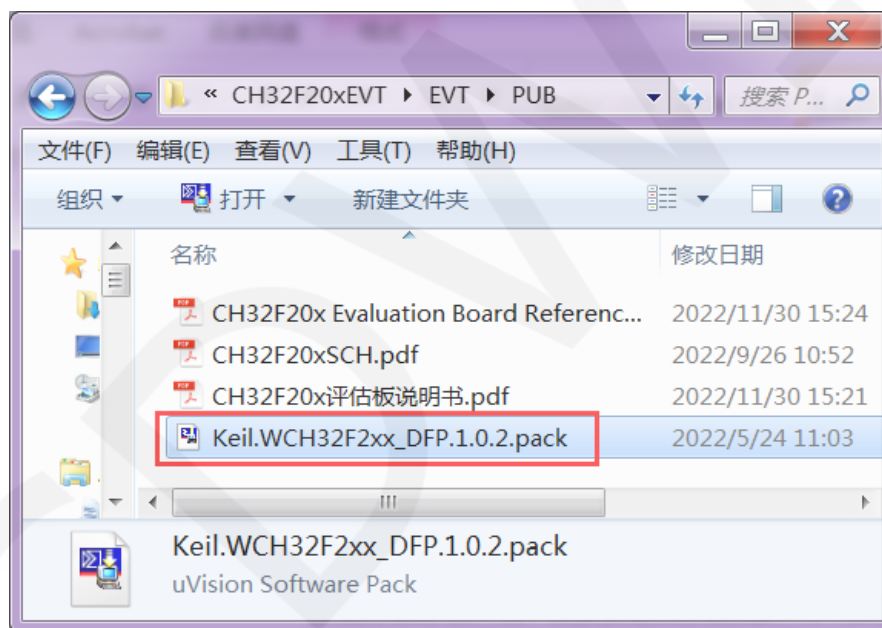 « CH32F20xEVT ▸ EVT ▸ PUB
搜索 P...
文件(F) 编辑(E) 查看(V) 工具(T) 帮助(H)
组织 打开 新建文件夹
名称 修改日期
CH32F20x Evaluation Board Referenc... 2022/11/30 15:24
CH32F20xSCH.pdf 2022/9/26 10:52
CH32F20x评估板说明书.pdf 2022/11/30 15:21
Keil.WCH32F2xx_DFP.1.0.2.pack 2022/5/24 11:03
Keil.WCH32F2xx_DFP.1.0.2.pack
uVision Software Pack